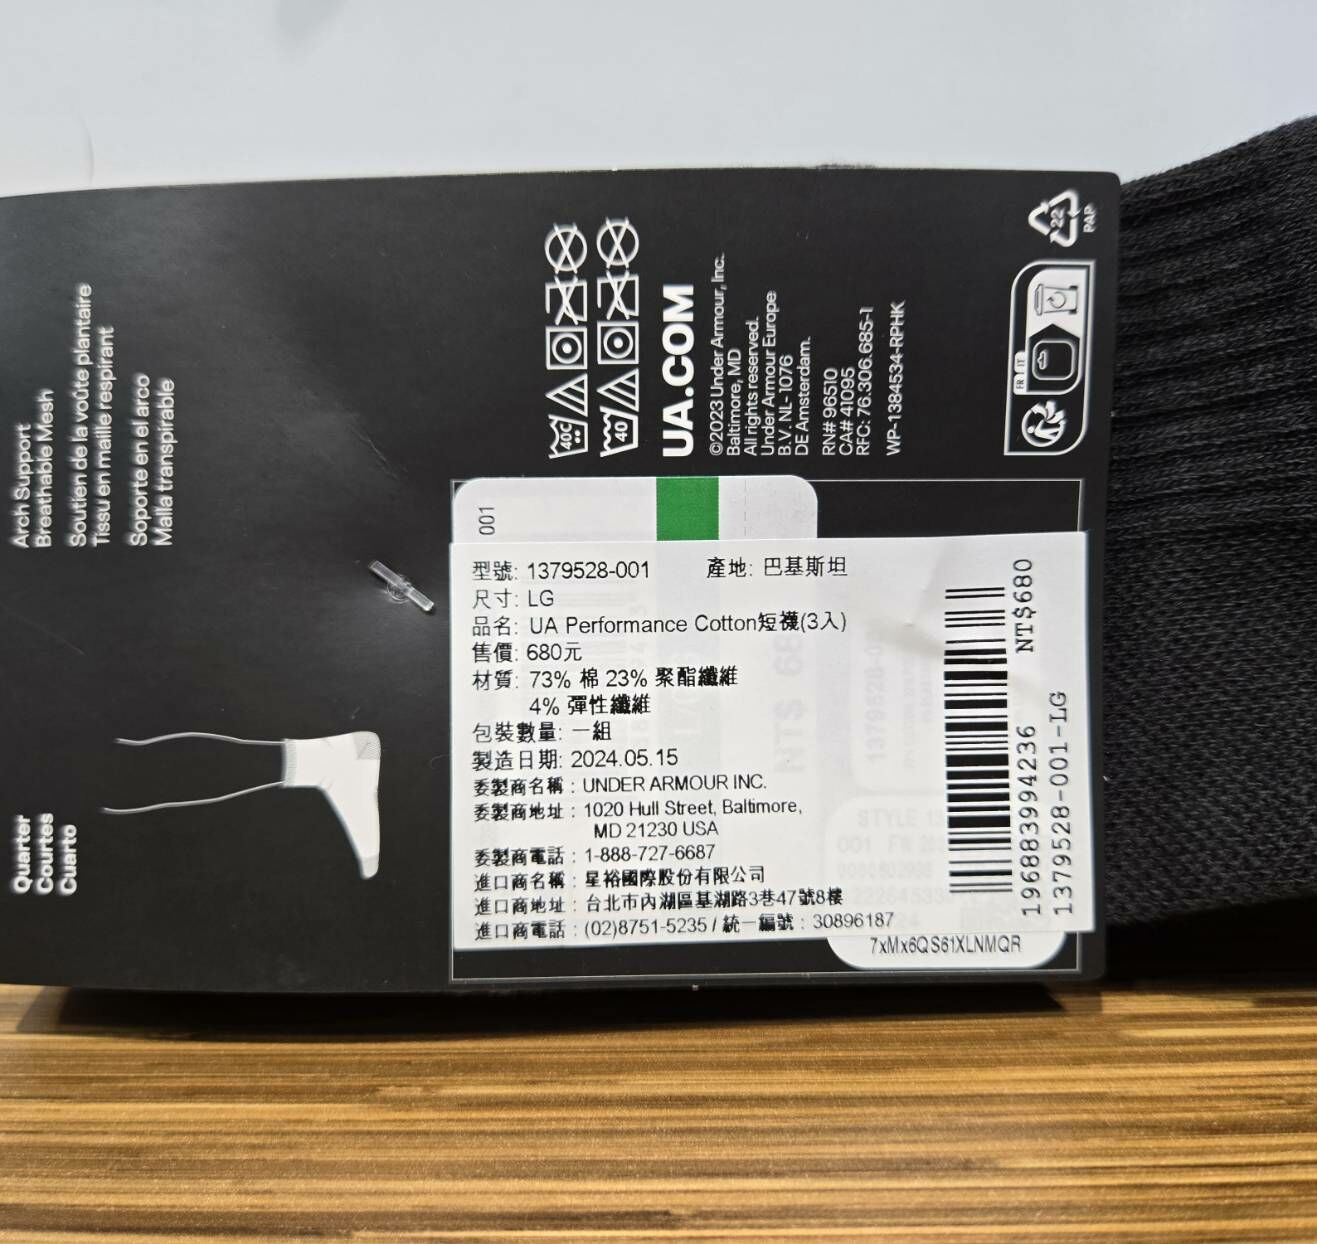 Arch Support
Breathable Mesh
Soutien de la voûte plantaire
Tissu en maille respirant
Soporte en el arco
Malla transpirable
Quarter
Courtes
Cuarto
40C
40
UA.COM
©2023 Under Armour, Inc.
Baltimore, MD
All rights reserved.
Under Armour Europe
B.V. NL-1076
DE Amsterdam.
RN# 96510
CA# 41095
RFC: 76.306.685-1
WP-1384534-RPHK
22
PAP
FR
IT
001
型號: 1379528-001 產地: 巴基斯坦
尺寸: LG
品名: UA Performance Cotton短襪(3入)
售價: 680元
材質: 73% 棉 23% 聚酯纖維
4% 彈性纖維
包裝數量: 一組
製造日期: 2024.05.15
委製商名稱 : UNDER ARMOUR INC.
委製商地址 : 1020 Hull Street, Baltimore,
MD 21230 USA
委製商電話 : 1-888-727-6687
進口商名稱 : 星裕國際股份有限公司
進口商地址 : 台北市內湖區基湖路3巷47號8樓
進口商電話 : (02)8751-5235 / 統一編號 : 30896187
NT$680
196883994236
1379528-001-LG
7xMx6QS61XLNMQR